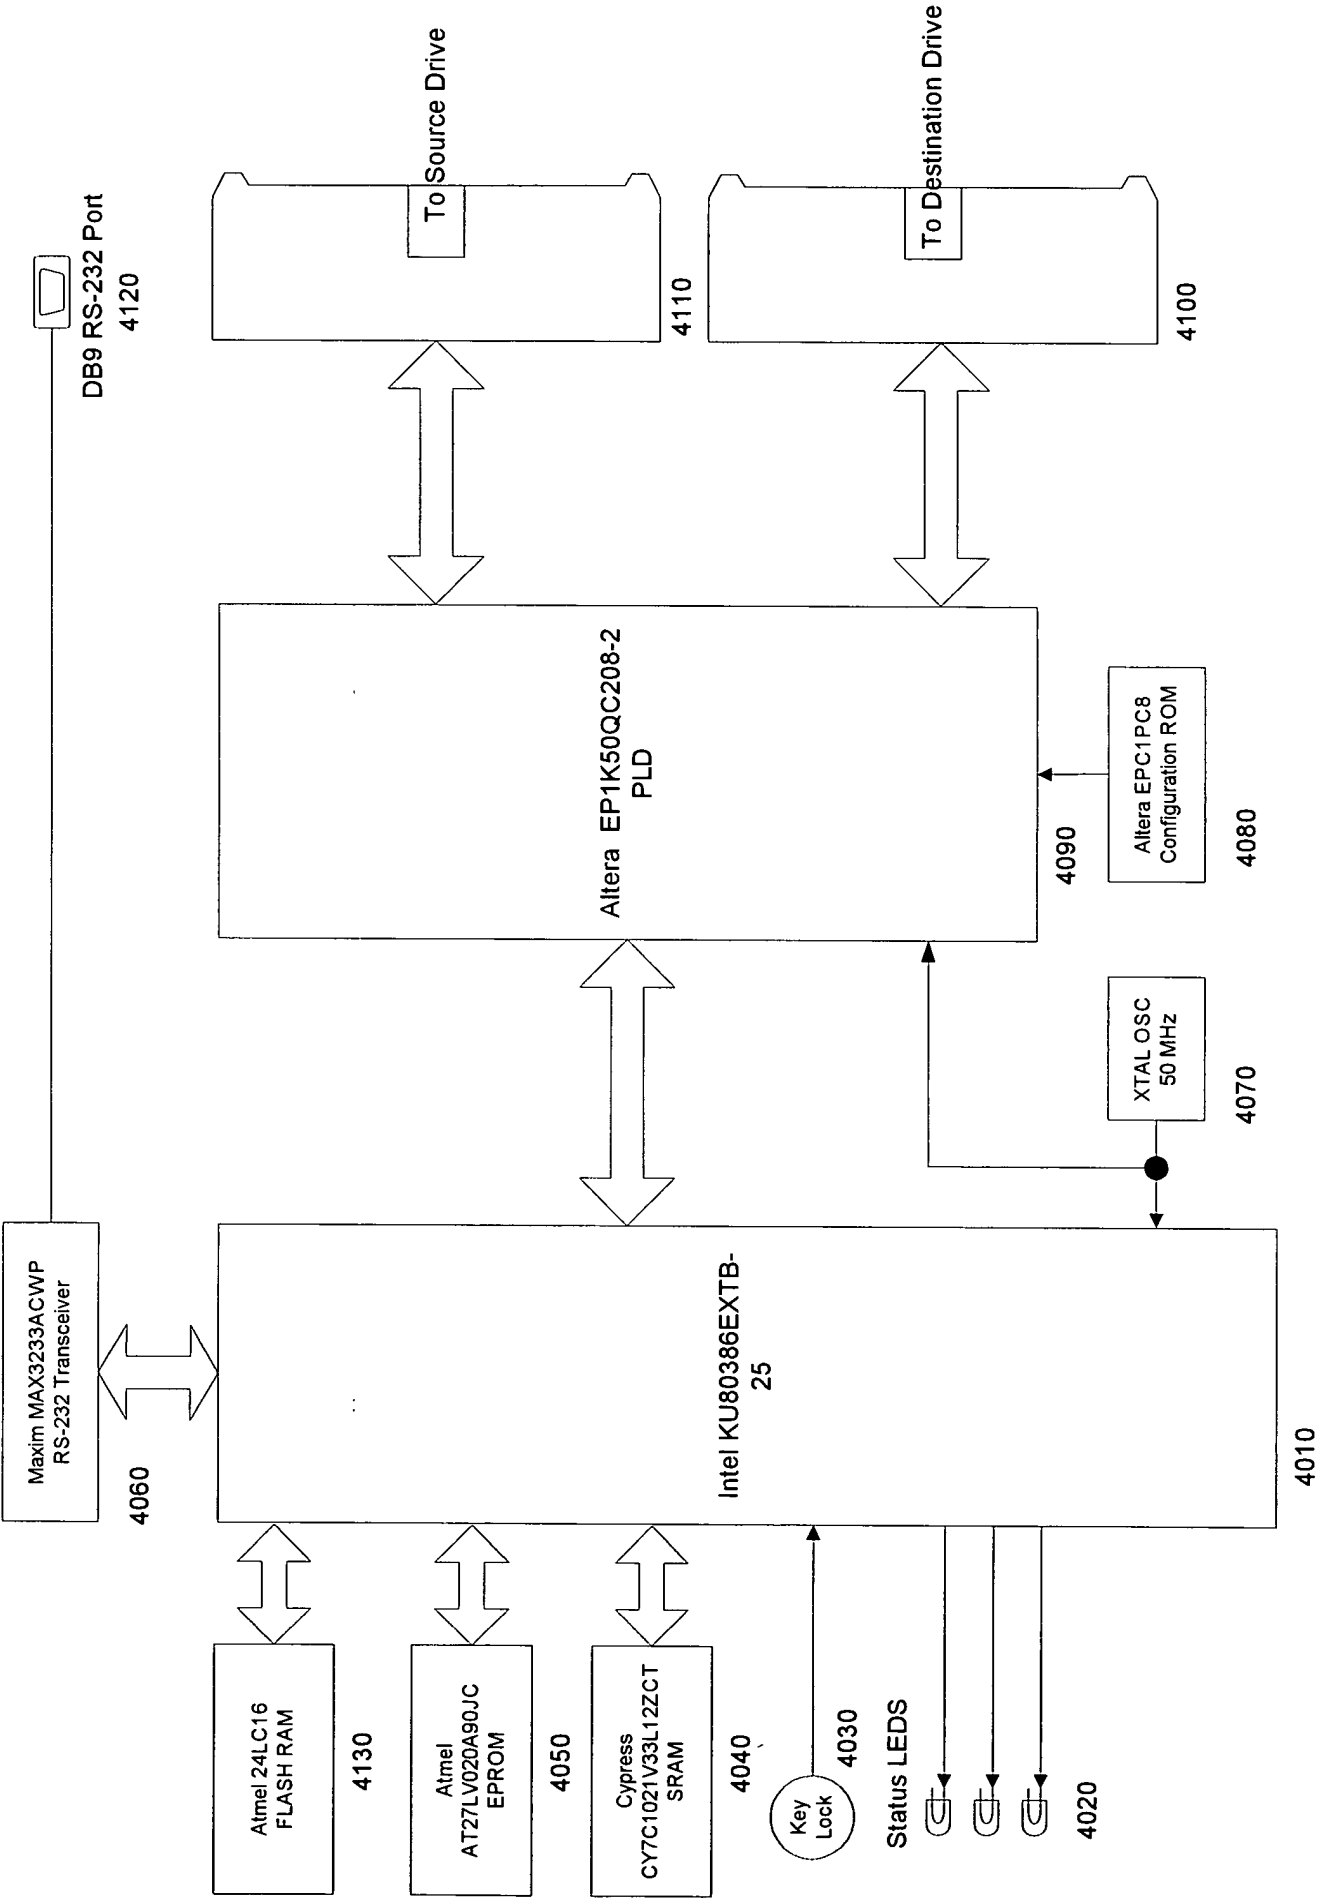 Maxim MAX3233ACWP
RS-232 Transceiver
4060
DB9 RS-232 Port
4120
Atmel 24LC16
FLASH RAM
4130
Atmel
AT27LV020A90JC
EPROM
4050
Cypress
CY7C1021V33L12ZCT
SRAM
4040
Key
Lock
4030
Status LEDS
4020
Intel KU80386EXTB-
25
4010
Altera EP1K50QC208-2
PLD
4090
XTAL OSC
50 MHz
4070
Altera EPC1PC8
Configuration ROM
4080
To Source Drive
4110
To Destination Drive
4100